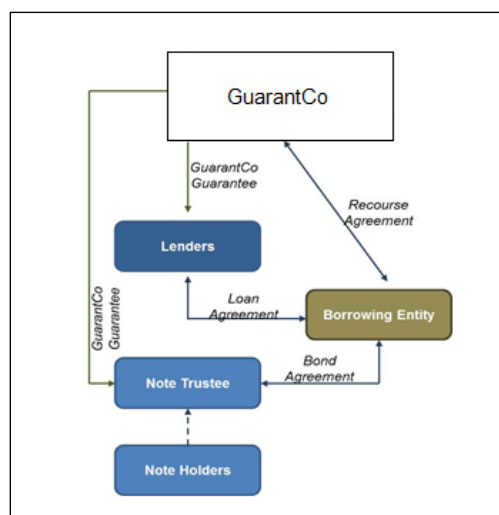 GuarantCo
GuarantCo
Guarantee
Recourse
Agreement
Lenders
Loan
Agreement
Borrowing Entity
GuarantCo
Guarantee
Bond
Agreement
Note Trustee
Note Holders